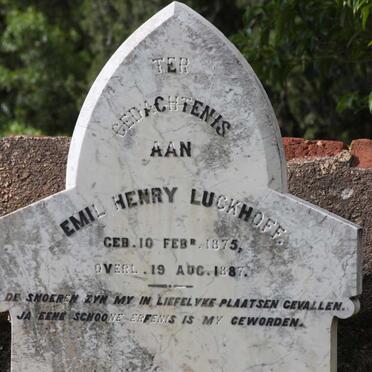 TER
GEDACHTENIS
AAN
EMIL HENRY LUCKHOFF.
GEB. 10 FEBR. 1875,
OVERL. 19 AUG. 1887.
DE SNOEREN ZYN MY IN LIEFELYKE PLAATSEN GEVALLEN.
JA EENE SCHOONE ERFENIS IS MY GEWORDEN.